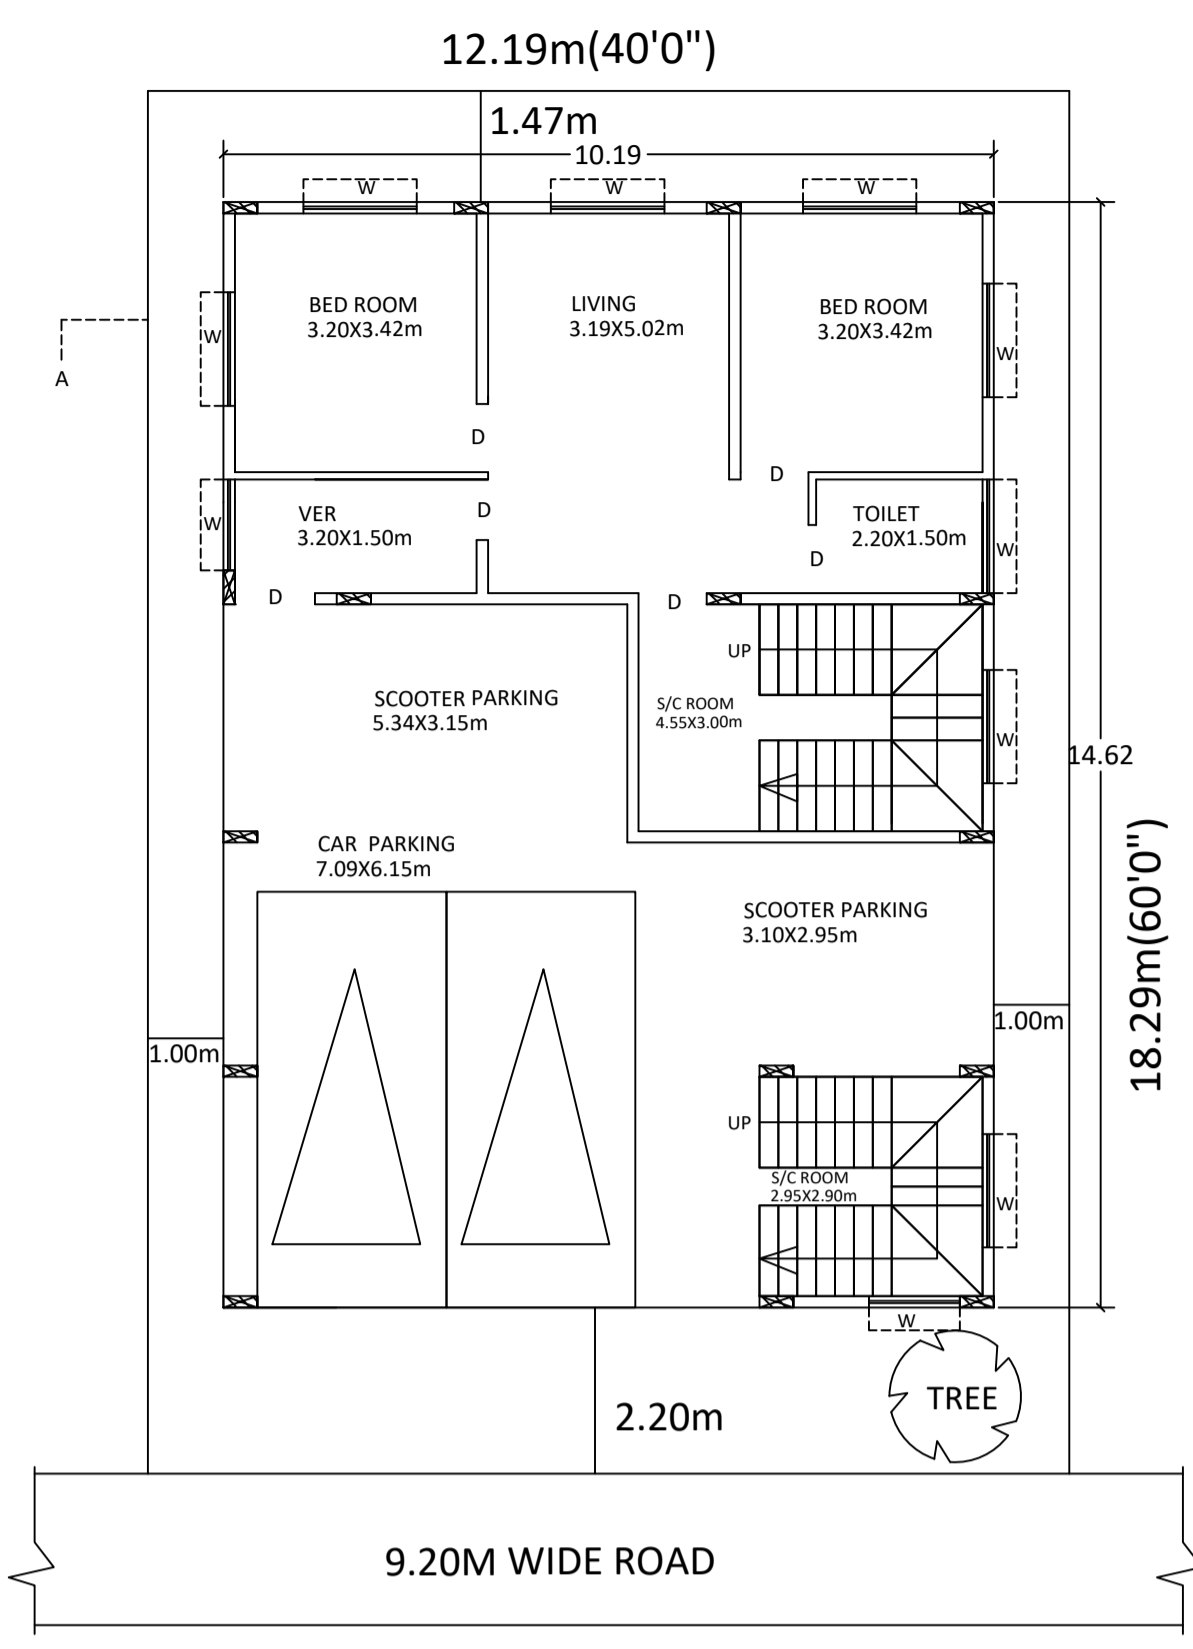 12.19m(40'0")
1.47m
10.19
W
W
W
BED ROOM
3.20X3.42m
LIVING
3.19X5.02m
BED ROOM
3.20X3.42m
W
W
A
D
D
VER
3.20X1.50m
D
TOILET
2.20X1.50m
W
W
D
D
D
UP
SCOOTER PARKING
5.34X3.15m
S/C ROOM
4.55X3.00m
W
14.62
CAR PARKING
7.09X6.15m
SCOOTER PARKING
3.10X2.95m
18.29m(60'0")
1.00m
1.00m
UP
S/C ROOM
2.95X2.90m
W
W
TREE
2.20m
9.20M WIDE ROAD